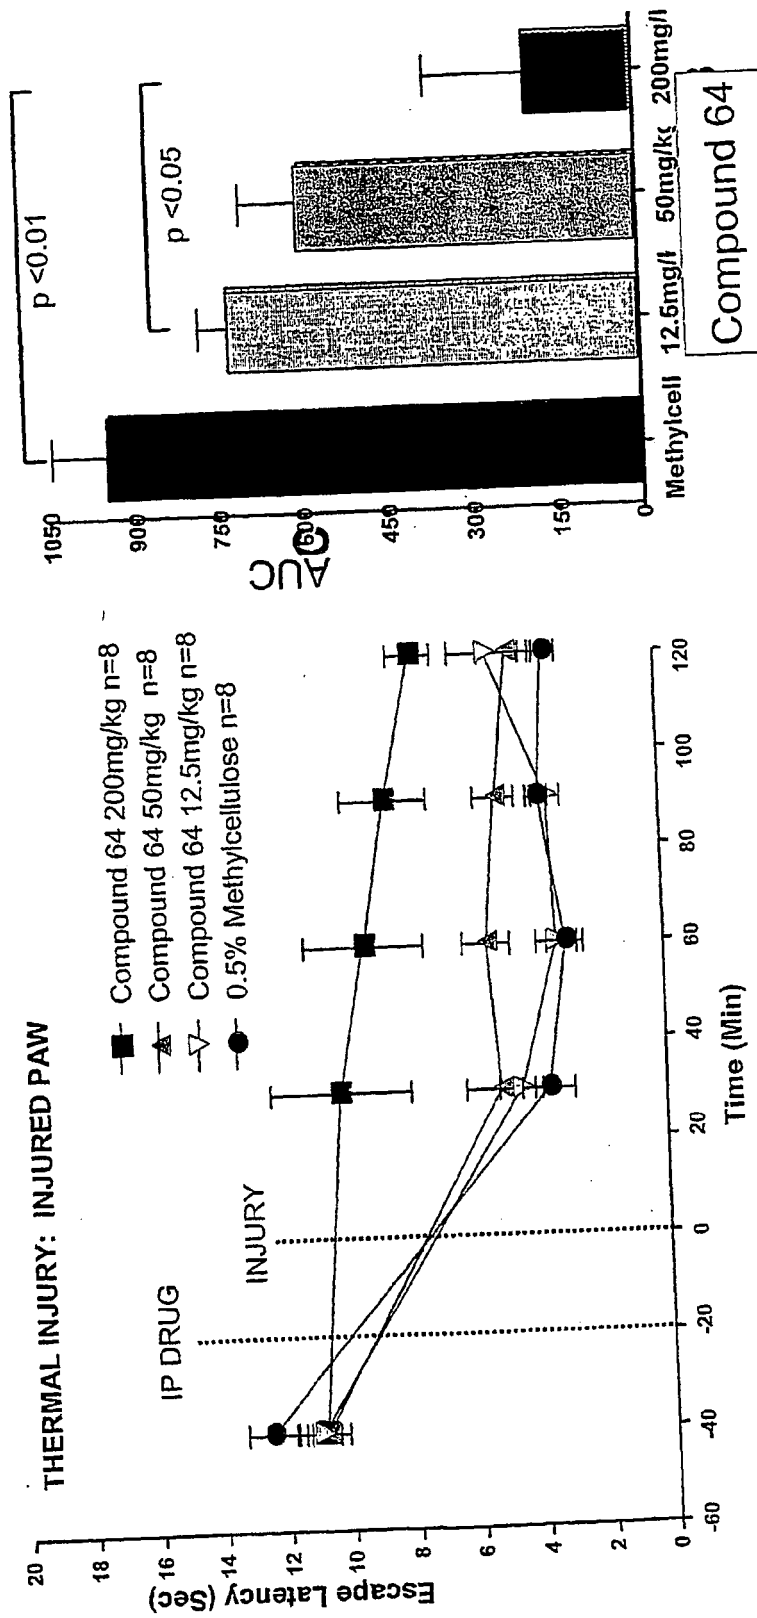 THERMAL INJURY: INJURED PAW
IP DRUG
INJURY
Compound 64 200mg/kg n=8
Compound 64 50mg/kg n=8
Compound 64 12.5mg/kg n=8
0.5% Methylcellulose n=8
Escape Latency (Sec)
20
16
14
12
10
8
6
4
2
0
-60
-40
-20
0
20
40
60
80
100
120
Time (Min)
p <0.01
p <0.05
AUC
1050
900
750
600
450
300
150
0
Methylcell
12.5mg/l
50mg/kg
200mg/l
Compound 64